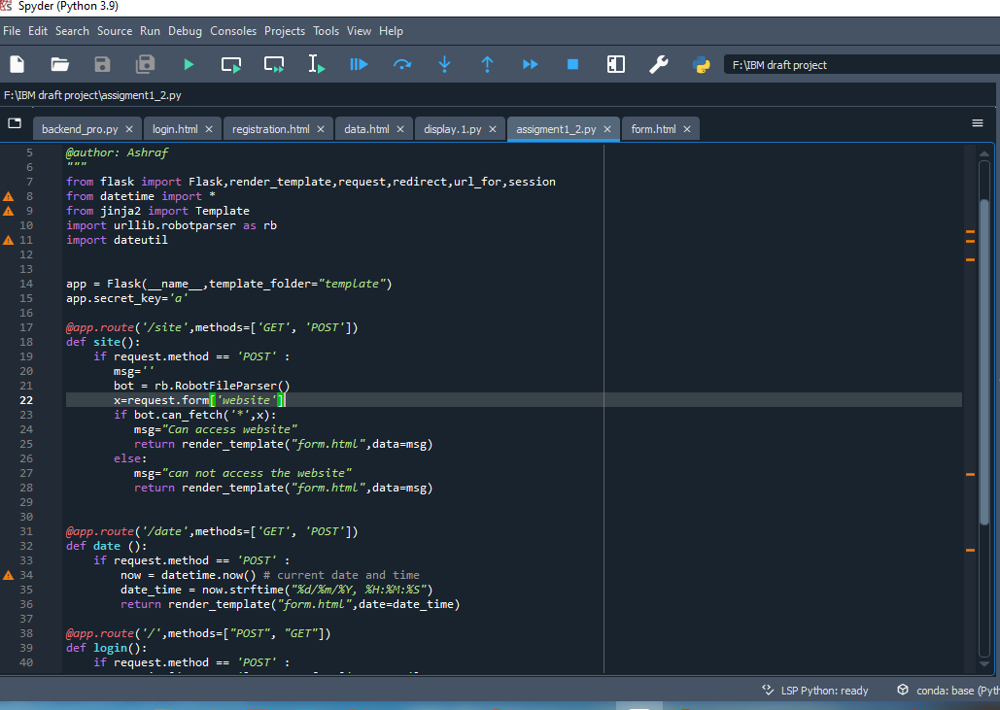 Spyder (Python 3.9)
File Edit Search Source Run Debug Consoles Projects Tools View Help
F:\IBM draft project
F:\IBM draft project\assigment1_2.py
backend_pro.py login.html registration.html data.html display.1.py assigment1_2.py form.html
5 @author: Ashraf
6 """
7 from flask import Flask,render_template,request,redirect,url_for,session
8 from datetime import *
9 from jinja2 import Template
10 import urllib.robotparser as rb
11 import dateutil
12
13
14 app = Flask(__name__,template_folder="template")
15 app.secret_key='a'
16
17 @app.route('/site',methods=['GET', 'POST'])
18 def site():
19 if request.method == 'POST' :
20 msg=''
21 bot = rb.RobotFileParser()
22 x=request.form['website']
23 if bot.can_fetch('*',x):
24 msg="Can access website"
25 return render_template("form.html",data=msg)
26 else:
27 msg="can not access the website"
28 return render_template("form.html",data=msg)
29
30
31 @app.route('/date',methods=['GET', 'POST'])
32 def date ():
33 if request.method == 'POST' :
34 now = datetime.now() # current date and time
35 date_time = now.strftime("%d/%m/%Y, %H:%M:%S")
36 return render_template("form.html",date=date_time)
37
38 @app.route('/',methods=["POST", "GET"])
39 def login():
40 if request.method == 'POST' :
LSP Python: ready conda: base (Pyth